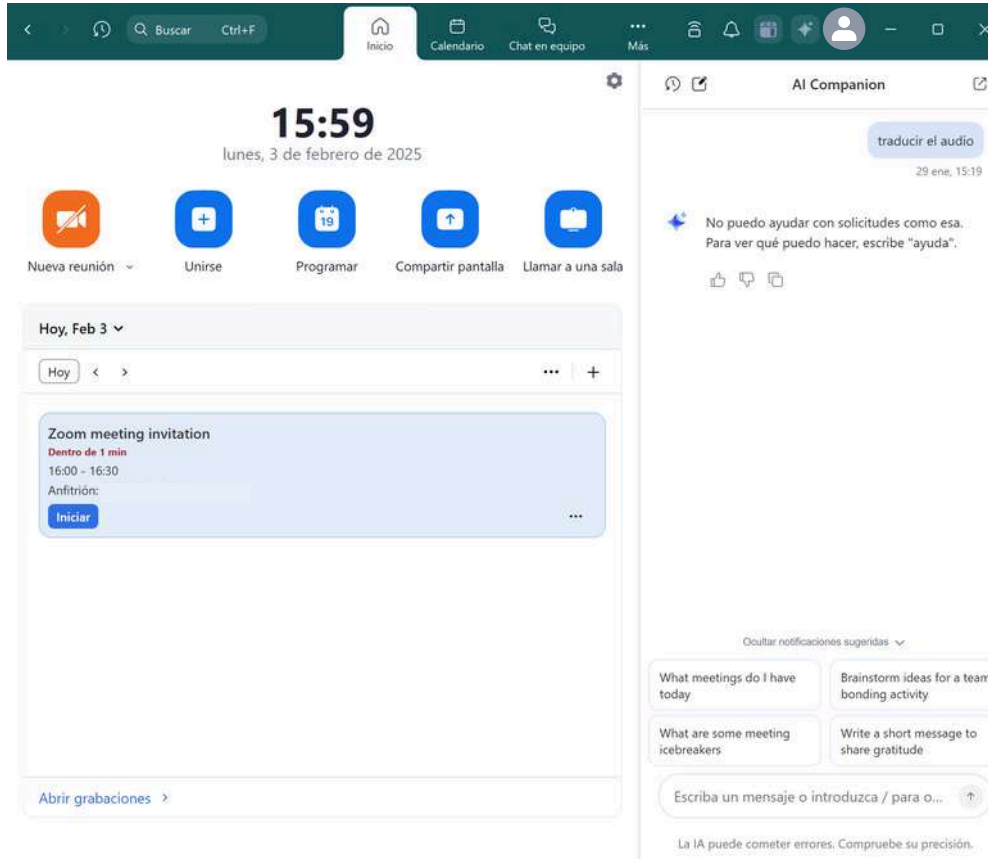 Buscar Ctrl+F
Inicio
Calendario
Chat en equipo
Más
15:59
lunes, 3 de febrero de 2025
19
Nueva reunión
Unirse
Programar
Compartir pantalla
Llamar a una sala
Hoy, Feb 3
Hoy
Zoom meeting invitation
Dentro de 1 min
16:00 - 16:30
Anfitrión:
Iniciar
Abrir grabaciones
AI Companion
traducir el audio
29 ene, 15:19
No puedo ayudar con solicitudes como esa.
Para ver qué puedo hacer, escribe "ayuda".
Ocultar notificaciones sugeridas
What meetings do I have
today
Brainstorm ideas for a team
bonding activity
What are some meeting
icebreakers
Write a short message to
share gratitude
Escriba un mensaje o introduzca / para o...
La IA puede cometer errores. Compruebe su precisión.